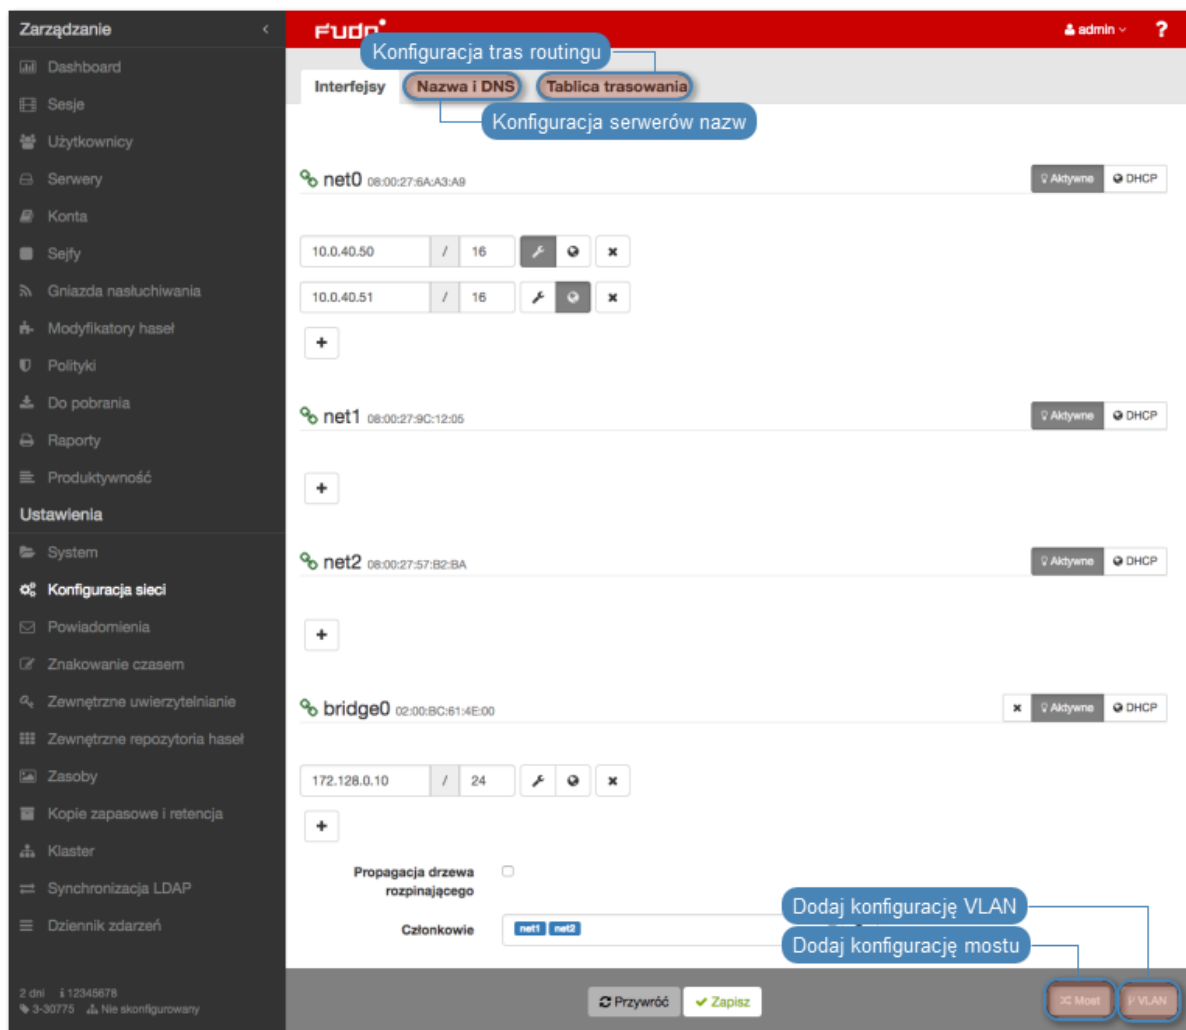 Zarządzanie
Fudo
admin
?
Dashboard
Sesje
Użytkownicy
Serwery
Konta
Sejfy
Gniazda nasłuchiwania
Modyfikatory haseł
Polityki
Do pobrania
Raporty
Produktywność
Ustawienia
System
Konfiguracja sieci
Powiadomienia
Znakowanie czasem
Zewnętrzne uwierzytelnianie
Zewnętrzne repozytoria haseł
Zasoby
Kopie zapasowe i retencja
Klaster
Synchronizacja LDAP
Dziennik zdarzeń
2 dni 12345678
3-30775 Nie skonfigurowany
Konfiguracja tras routingu
Interfejsy Nazwa i DNS Tablica trasowania
Konfiguracja serwerów nazw
net0 08:00:27:6A:A3:A9 Aktywne DHCP
10.0.40.50 / 16
10.0.40.51 / 16
+
net1 08:00:27:9C:12:05 Aktywne DHCP
+
net2 08:00:27:57:B2:BA Aktywne DHCP
+
bridge0 02:00:BC:61:4E:00 Aktywne DHCP
172.128.0.10 / 24
+
Propagacja drzewa
rozpinającego
Członkowie net1 net2
Dodaj konfigurację VLAN
Dodaj konfigurację mostu
Przywróć Zapisz Most VLAN